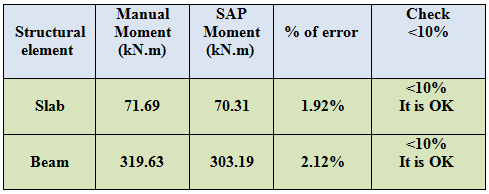 Structural element
Manual Moment (kN.m)
SAP Moment (kN.m)
% of error
Check <10%
Slab
71.69
70.31
1.92%
<10% It is OK
Beam
319.63
303.19
2.12%
<10% It is OK